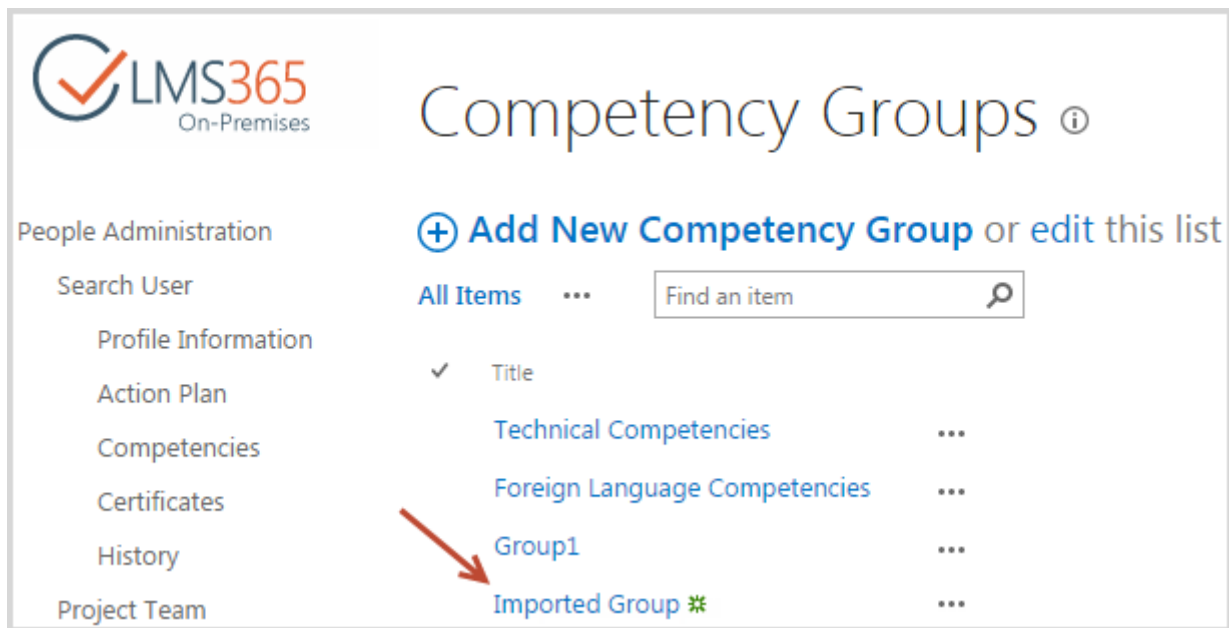 LMS365
On-Premises
Competency Groups
People Administration
Search User
Profile Information
Action Plan
Competencies
Certificates
History
Project Team
Add New Competency Group or edit this list
All Items ... Find an item
Title
Technical Competencies ...
Foreign Language Competencies ...
Group1 ...
Imported Group ...